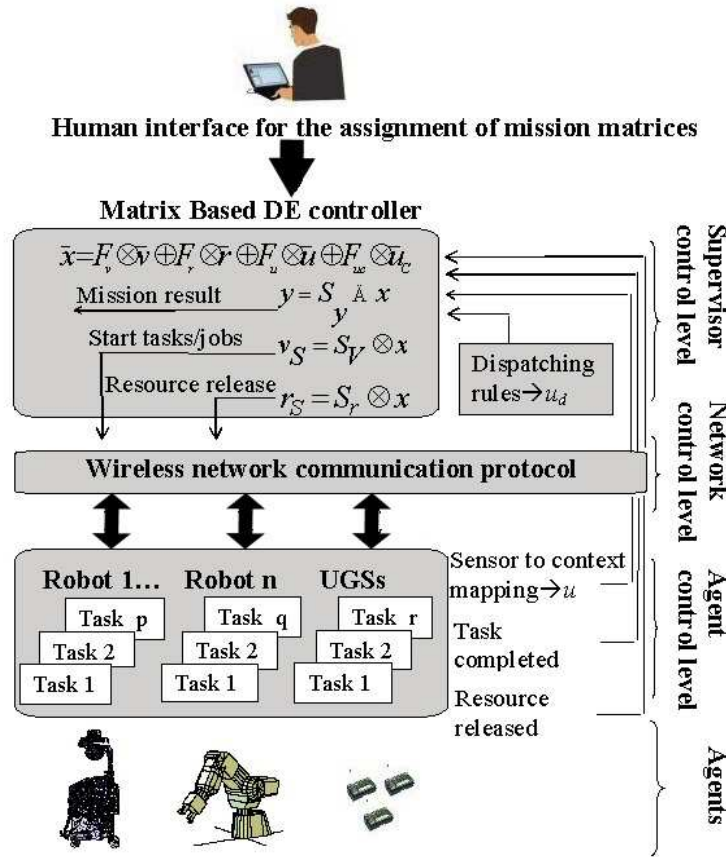 Human interface for the assignment of mission matrices
Matrix Based DE controller
x̄=F_v⊗v̄⊕F_r⊗r̄⊕F_u⊗ū⊕F_uc⊗ū_C
Mission result
y = S_y Ä x
Start tasks/jobs
v_S = S_V ⊗ x
Resource release
r_S = S_r ⊗ x
Dispatching
rules→u_d
Supervisor
control level
Wireless network communication protocol
Network
control level
Robot 1…
Robot n
UGSs
Task p
Task 2
Task 1
Task q
Task 2
Task 1
Task r
Task 2
Task 1
Sensor to context
mapping→u
Task
completed
Resource
released
Agent
control level
Agents